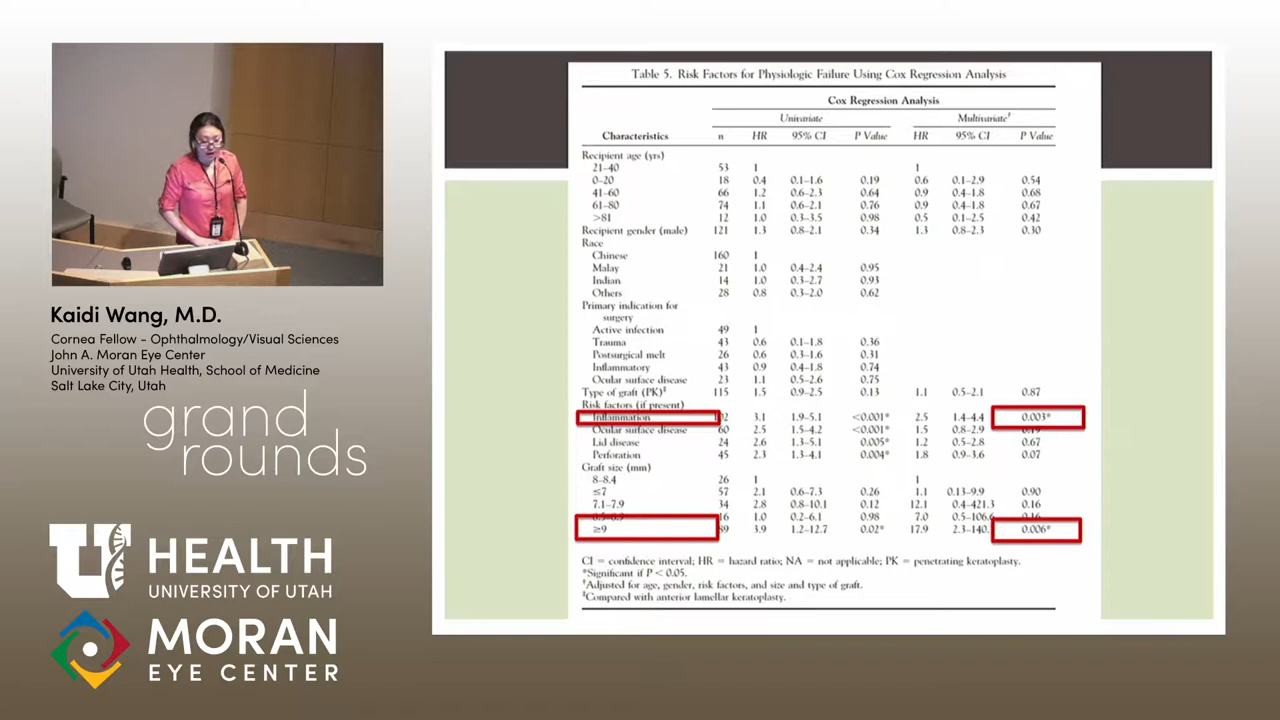 Kaidi Wang, M.D.
Cornea Fellow - Ophthalmology/Visual Sciences
John A. Moran Eye Center
University of Utah Health, School of Medicine
Salt Lake City, Utah
grand
rounds
U HEALTH
UNIVERSITY OF UTAH
MORAN
EYE CENTER
Table 5. Risk Factors for Physiologic Failure Using Cox Regression Analysis
Cox Regression Analysis
Univariate Multivariate†
Characteristics n HR 95% CI P Value HR 95% CI P Value
Recipient age (yrs)
21–40 53 1 1
0–20 18 0.4 0.1–1.6 0.19 0.6 0.1–2.9 0.54
41–60 66 1.2 0.6–2.3 0.64 0.9 0.4–1.8 0.68
61–80 74 1.1 0.6–2.1 0.76 0.9 0.4–1.8 0.67
>81 12 1.0 0.3–3.5 0.98 0.5 0.1–2.5 0.42
Recipient gender (male) 121 1.3 0.8–2.1 0.34 1.3 0.8–2.3 0.30
Race
Chinese 160 1
Malay 21 1.0 0.4–2.4 0.95
Indian 14 1.0 0.3–2.7 0.93
Others 28 0.8 0.3–2.0 0.62
Primary indication for
surgery
Active infection 49 1
Trauma 43 0.6 0.1–1.8 0.36
Postsurgical melt 26 0.6 0.3–1.6 0.31
Inflammatory 43 0.9 0.4–1.8 0.74
Ocular surface disease 23 1.1 0.5–2.6 0.75
Type of graft (PK)‡ 115 1.5 0.9–2.5 0.13 1.1 0.5–2.1 0.87
Risk factors (if present)
Inflammation 3.1 1.9–5.1 <0.001* 2.5 1.4–4.4 0.003*
Ocular surface disease 60 2.5 1.5–4.2 <0.001* 1.5 0.8–2.9
Lid disease 24 2.6 1.3–5.1 0.005* 1.2 0.5–2.8 0.67
Perforation 45 2.3 1.3–4.1 0.004* 1.8 0.9–3.6 0.07
Graft size (mm)
8–8.4 26 1 1
≤7 57 2.1 0.6–7.3 0.26 1.1 0.13–9.9 0.90
7.1–7.9 34 2.8 0.8–10.1 0.12 12.1 0.4–421.3 0.16
16 1.0 0.2–6.1 0.98 7.0 0.5–106.6
≥9 3.9 1.2–12.7 0.02* 17.9 2.3–140. 0.006*
CI = confidence interval; HR = hazard ratio; NA = not applicable; PK = penetrating keratoplasty.
*Significant if P < 0.05.
†Adjusted for age, gender, risk factors, and size and type of graft.
‡Compared with anterior lamellar keratoplasty.